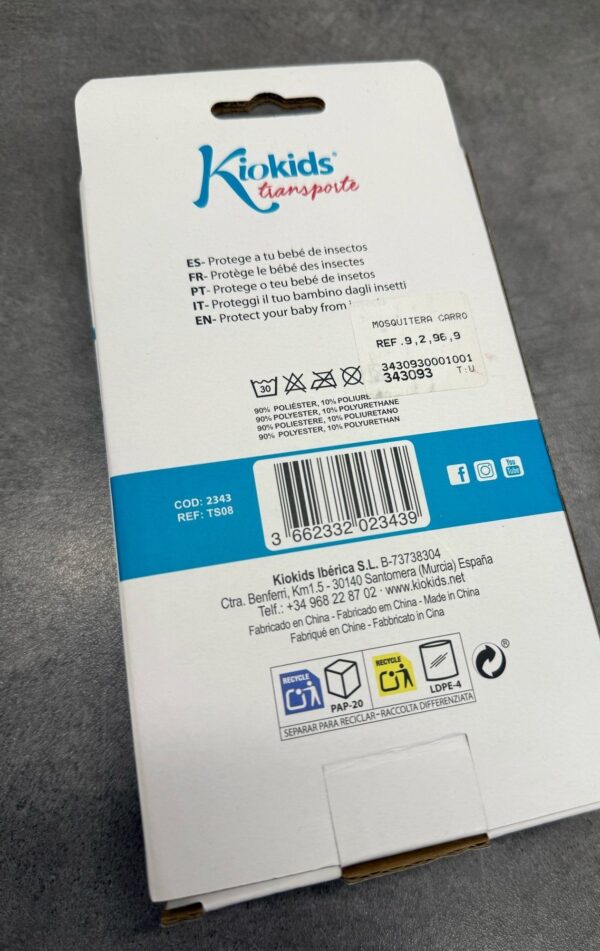 Kiokids®
transporte
ES- Protege a tu bebé de insectos
FR- Protège le bébé des insectes
PT- Protege o teu bebé de insetos
IT- Proteggi il tuo bambino dagli insetti
EN- Protect your baby from
MOSQUITERA CARRO
REF.9,2,96,9
3430930001001
343093 T:U
30
90% POLIÉSTER, 10% POLIURE
90% POLYESTER, 10% POLYURETHANE
90% POLIESTERE, 10% POLIURETANO
90% POLYESTER, 10% POLYURETHAN
COD: 2343
REF: TS08
3 662332 023439
f
You
Tube
Kiokids Ibérica S.L. B-73738304
Ctra. Benferri, Km1.5 - 30140 Santomera (Murcia) España
Telf.: +34 968 22 87 02 · www.kiokids.net
Fabricado en China - Fabricado em China - Made in China
Fabriqué en Chine - Fabbricato in Cina
RECYCLE
PAP-20
RECYCLE
LDPE-4
®
SEPARAR PARA RECICLAR–RACCOLTA DIFFERENZIATA